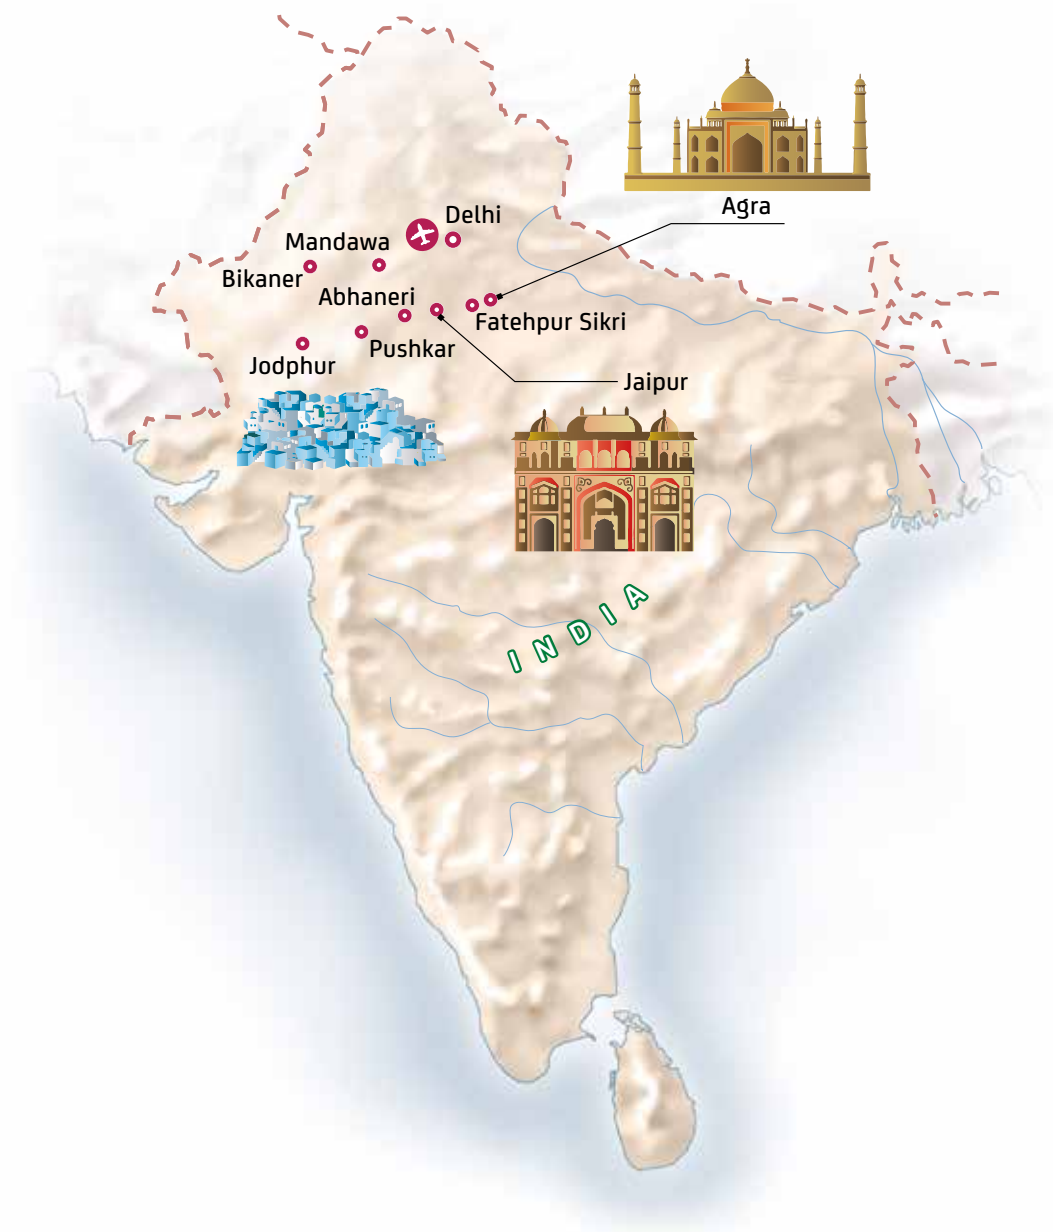 Agra
Delhi
Mandawa
Bikaner
Abhaneri
Fatehpur Sikri
Pushkar
Jodphur
Jaipur
INDIA